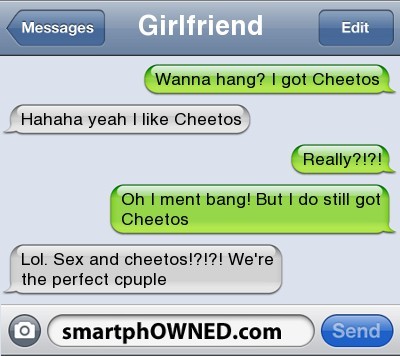 Messages
Girlfriend
Edit
Wanna hang? I got Cheetos
Hahaha yeah I like Cheetos
Really?!?!
Oh I ment bang! But I do still got
Cheetos
Lol. Sex and cheetos!?!?! We're
the perfect cpuple
smartphOWNED.com
Send